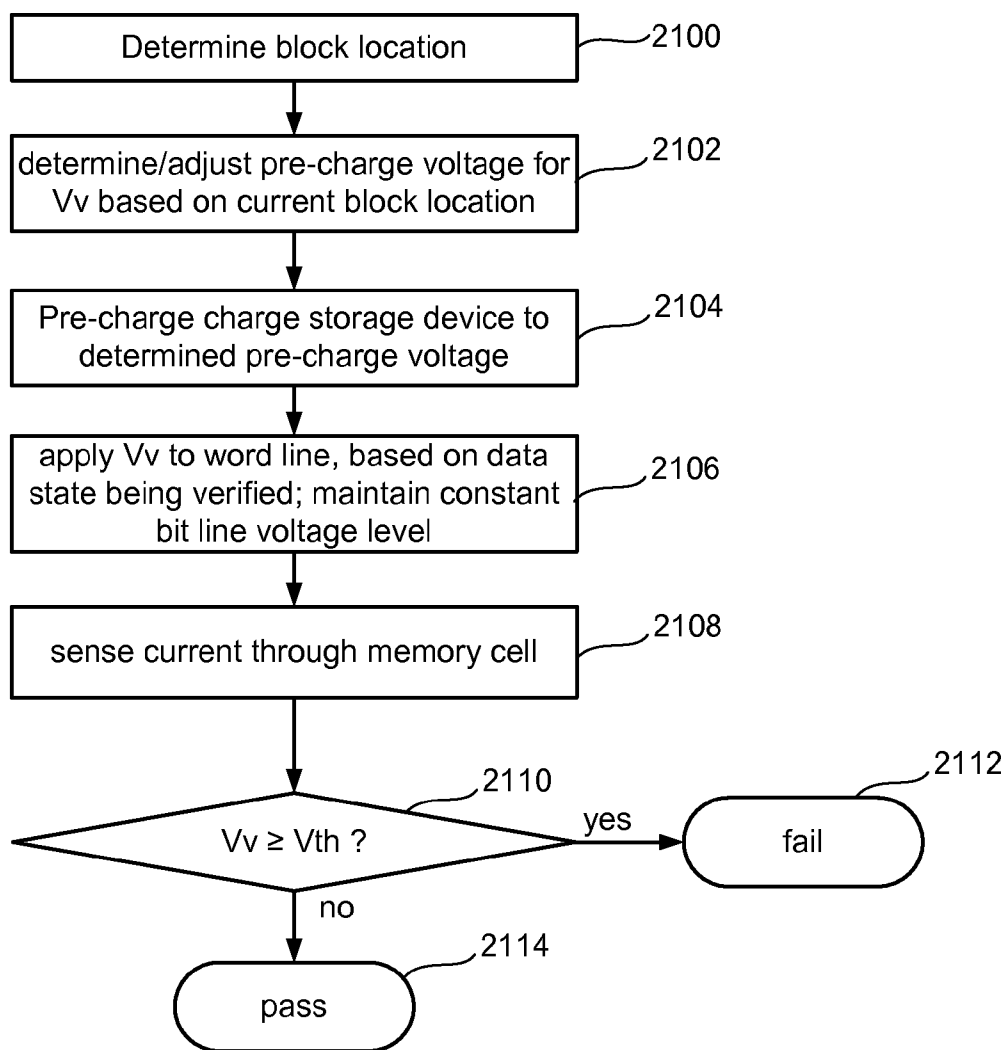 Determine block location
2100
determine/adjust pre-charge voltage for
Vv based on current block location
2102
Pre-charge charge storage device to
determined pre-charge voltage
2104
apply Vv to word line, based on data
state being verified; maintain constant
bit line voltage level
2106
sense current through memory cell
2108
Vv ≥ Vth ?
2110
yes
fail
2112
no
pass
2114